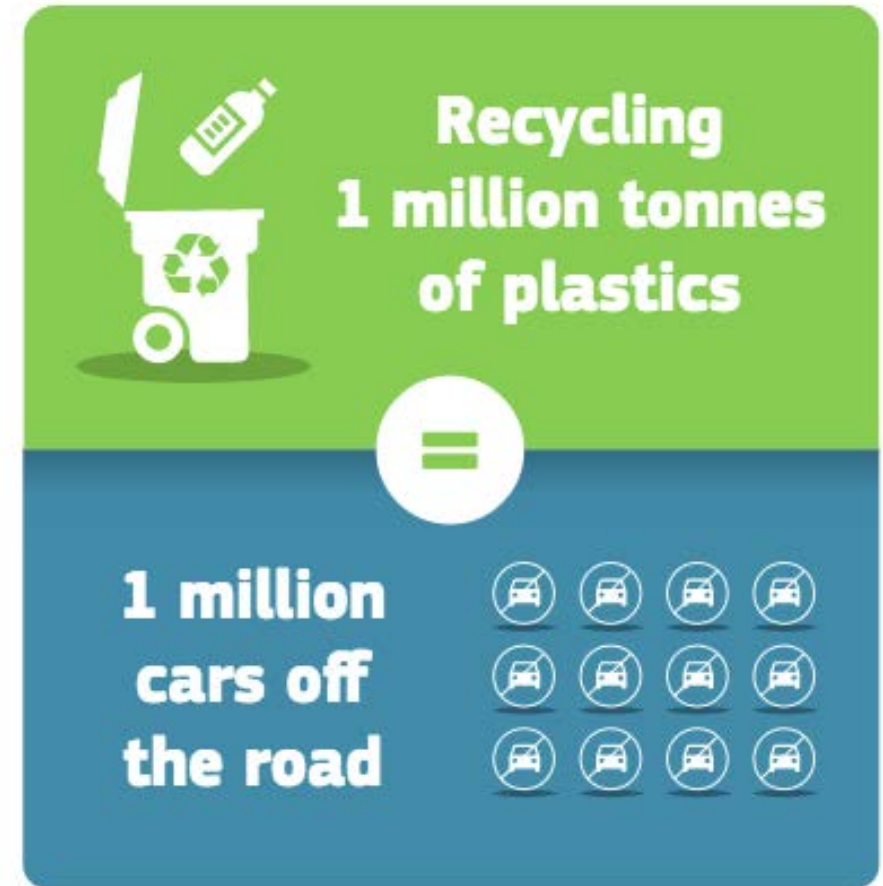 Recycling
1 million tonnes
of plastics
=
1 million
cars off
the road